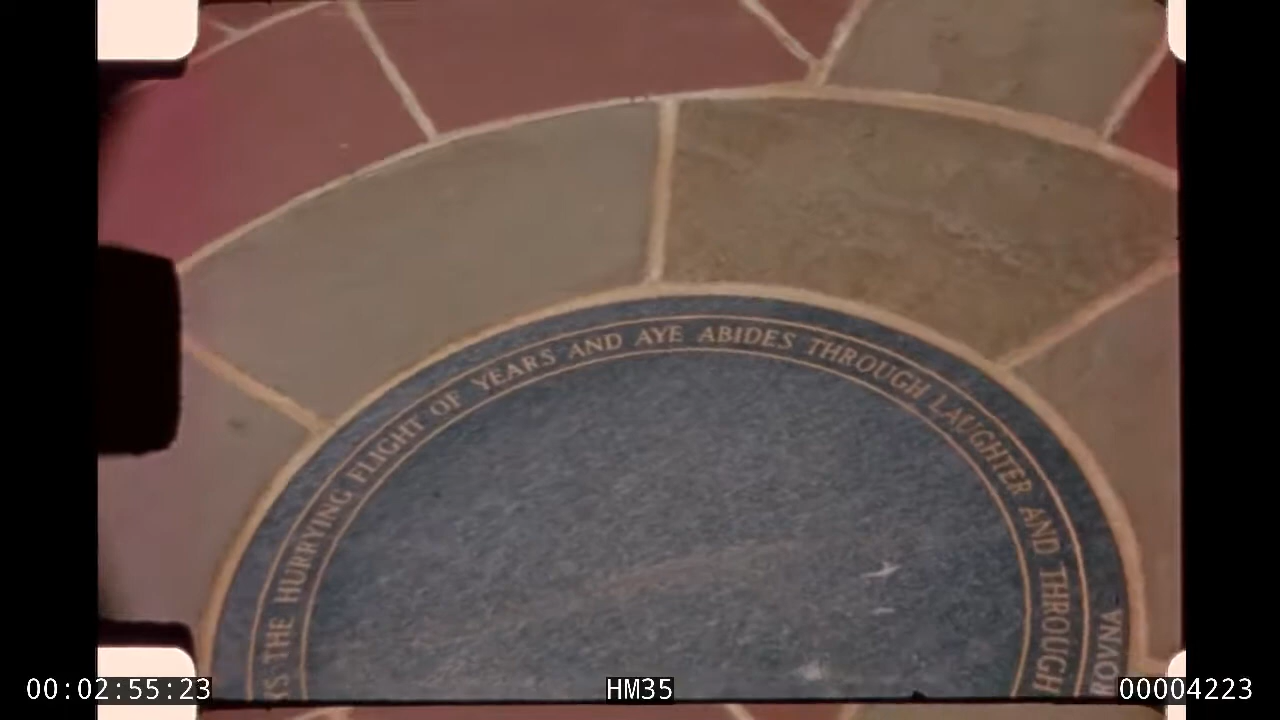 THE HURRYING FLIGHT OF YEARS AND AYE ABIDES THROUGH LAUGHTER AND THROUGH
ROVNA
00:02:55:23
HM35
00004223